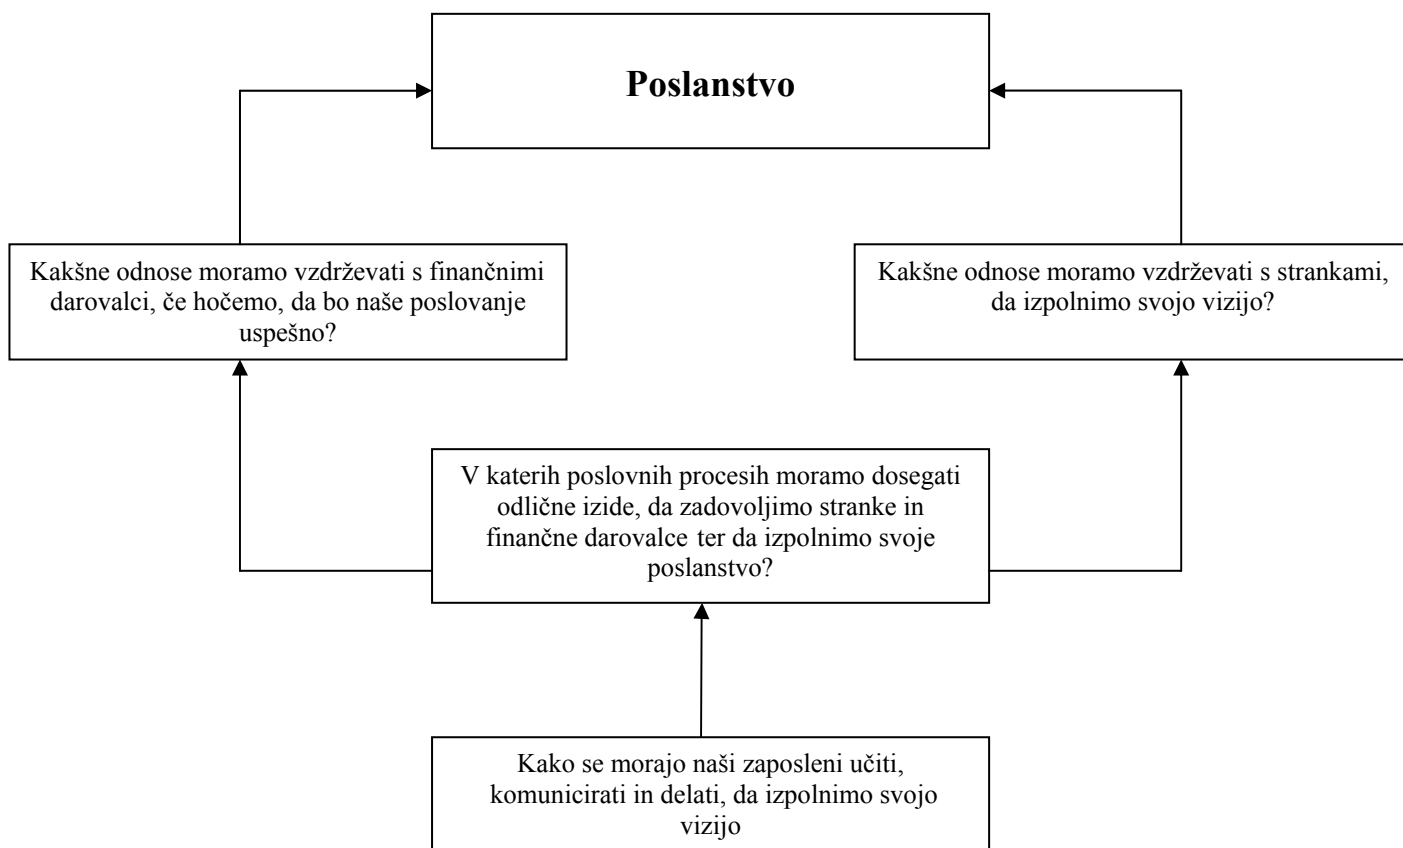 Poslanstvo
Kakšne odnose moramo vzdrževati s finančnimi
darovalci, če hočemo, da bo naše poslovanje
uspešno?
Kakšne odnose moramo vzdrževati s strankami,
da izpolnimo svojo vizijo?
V katerih poslovnih procesih moramo dosegati
odlične izide, da zadovoljimo stranke in
finančne darovalce ter da izpolnimo svoje
poslanstvo?
Kako se morajo naši zaposleni učiti,
komunicirati in delati, da izpolnimo svojo
vizijo